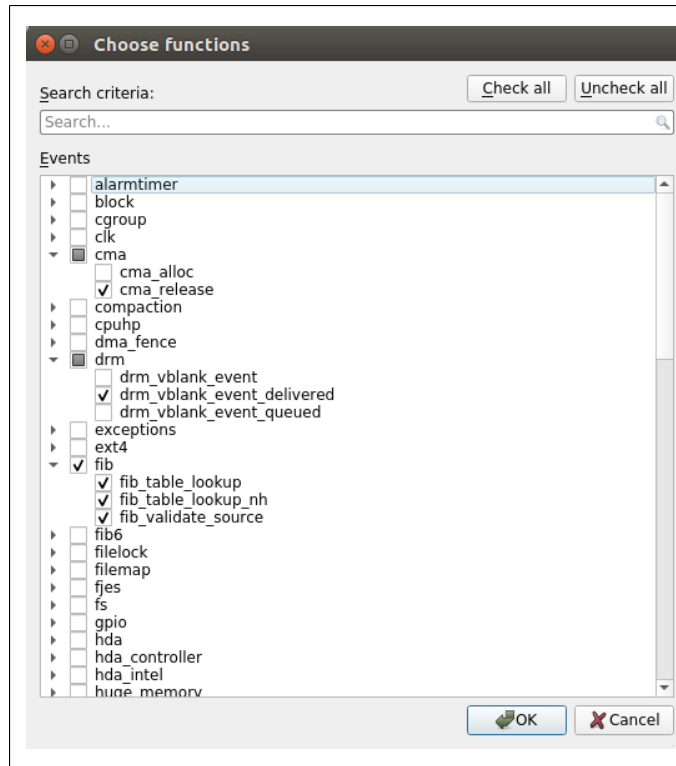 Choose functions
Search criteria:
Check all
Uncheck all
Search...
Events
alarmtimer
block
cgroup
clk
cma
cma_alloc
cma_release
compaction
cpuhp
dma_fence
drm
drm_vblank_event
drm_vblank_event_delivered
drm_vblank_event_queued
exceptions
ext4
fib
fib_table_lookup
fib_table_lookup_nh
fib_validate_source
fib6
filelock
filemap
fjes
fs
gpio
hda
hda_controller
hda_intel
huge_memory
OK
Cancel